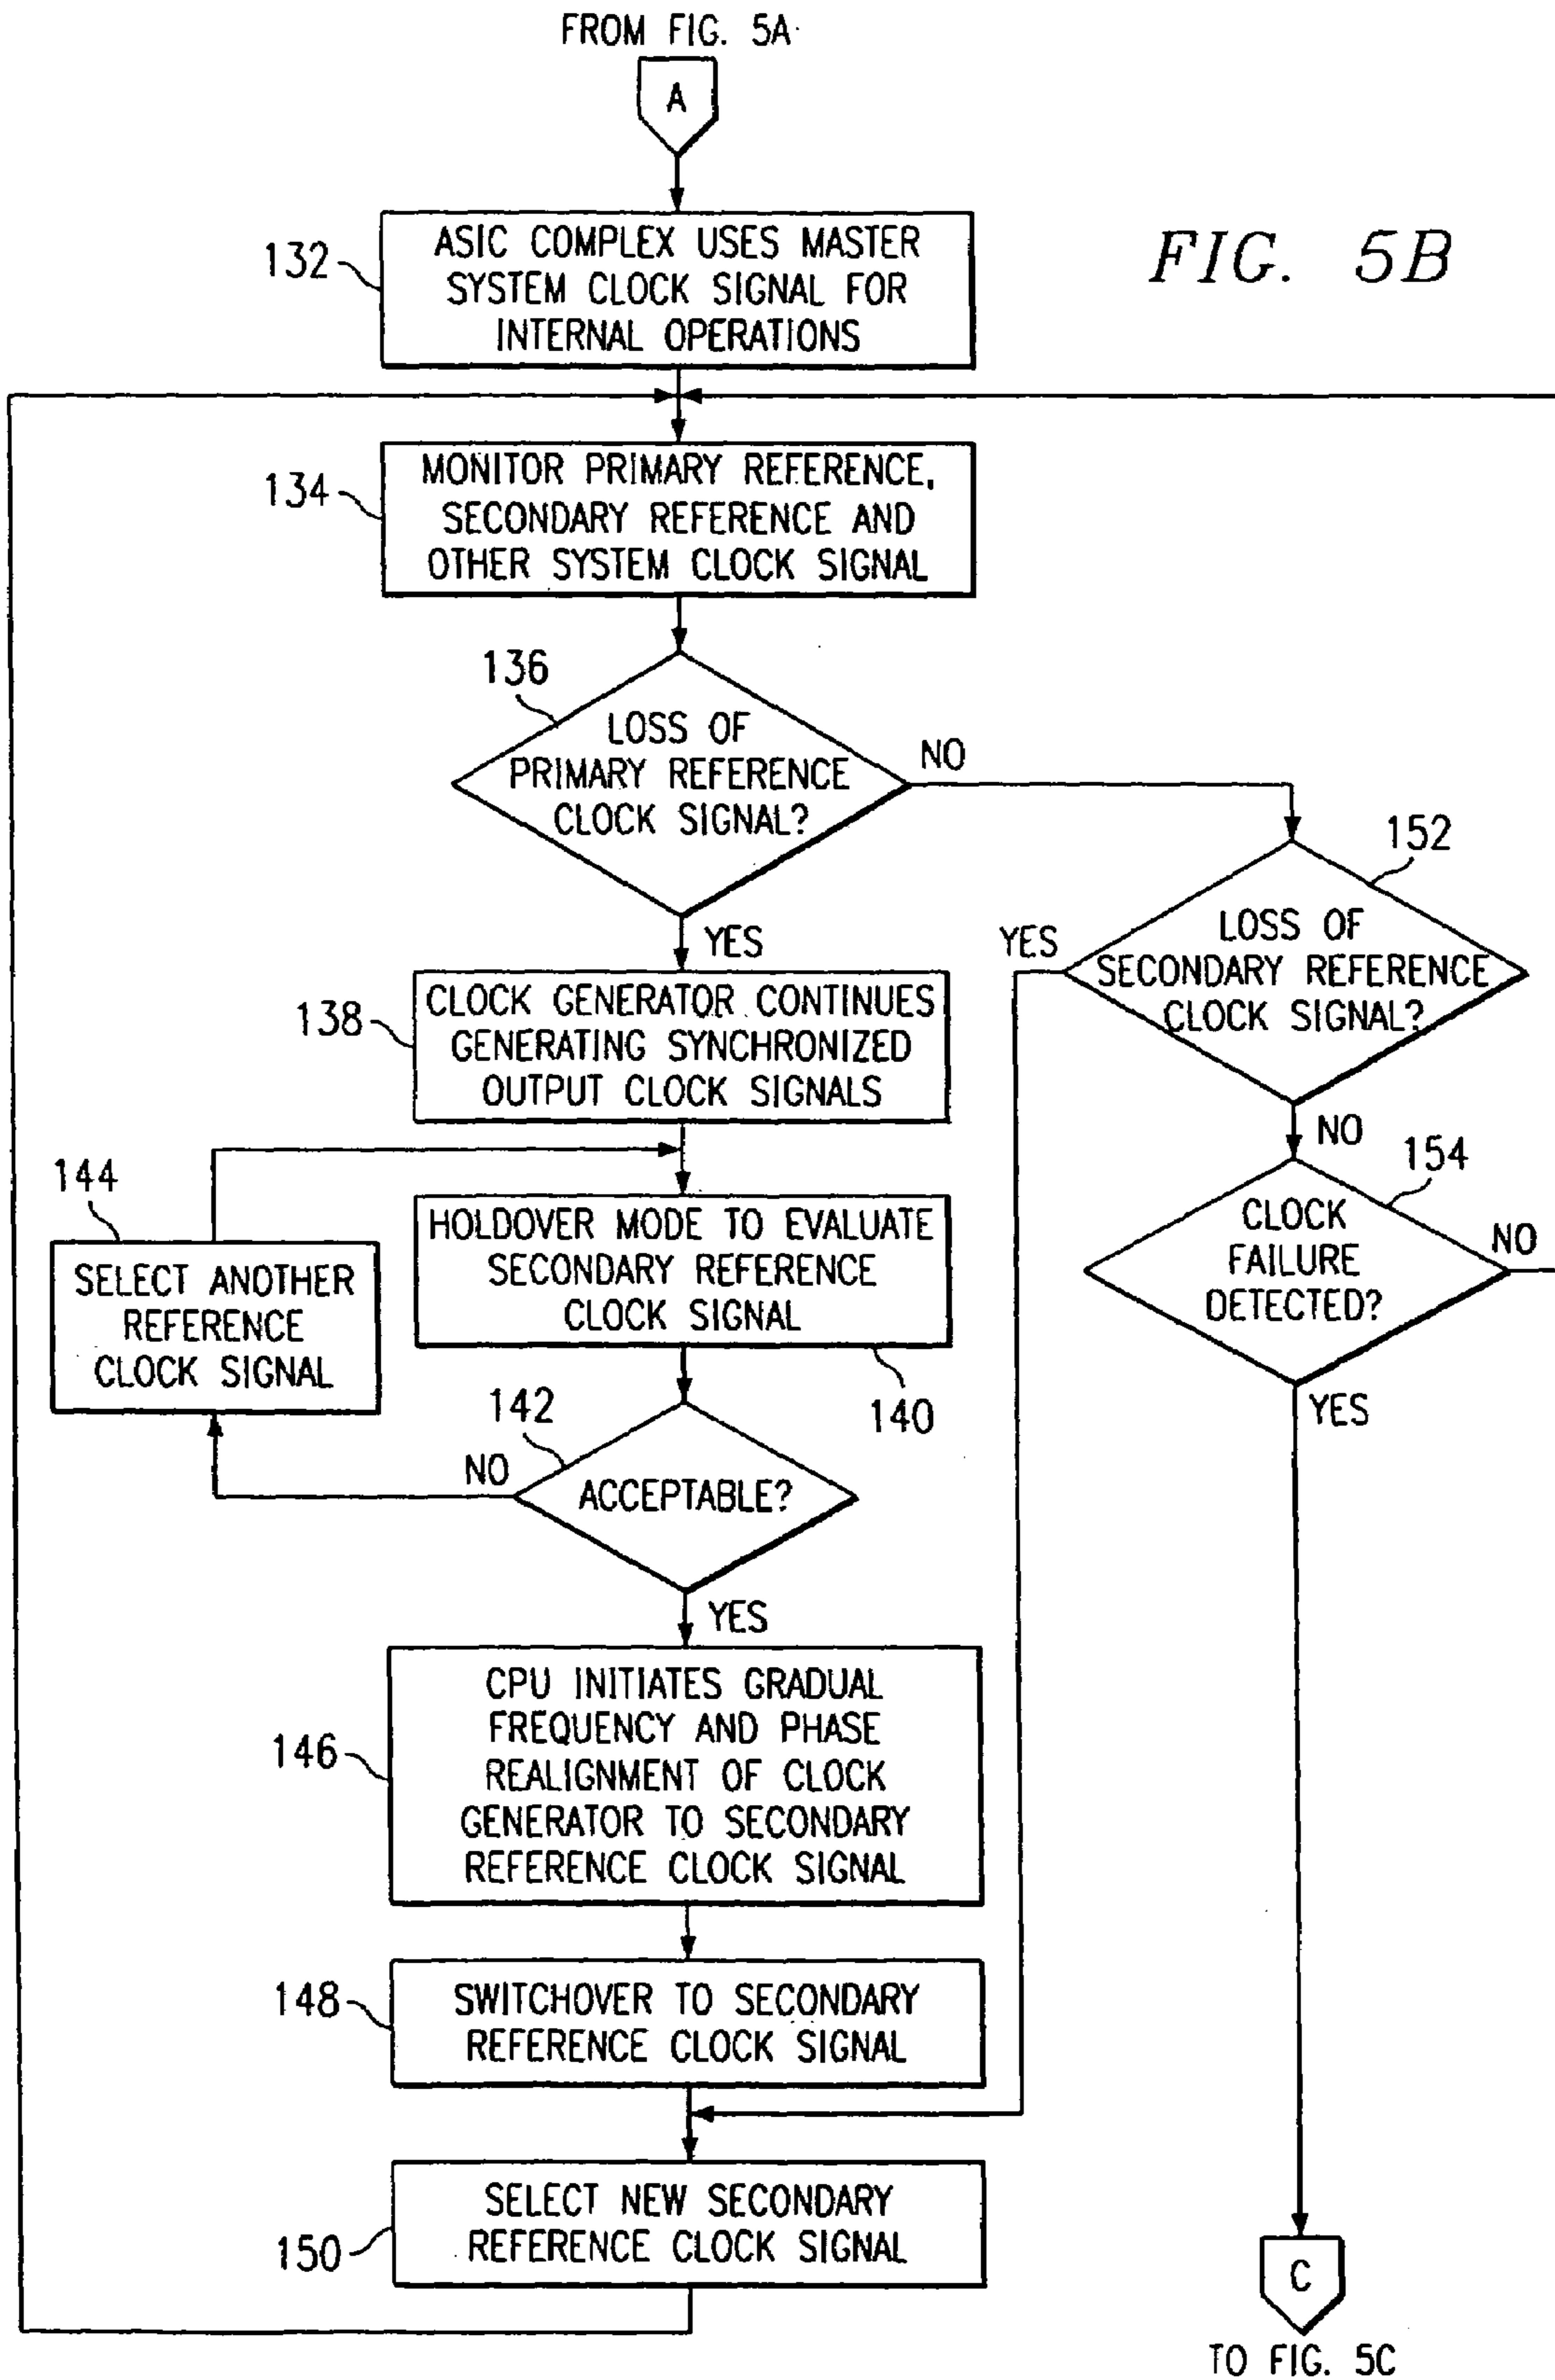 FROM FIG. 5A
A
132
ASIC COMPLEX USES MASTER
SYSTEM CLOCK SIGNAL FOR
INTERNAL OPERATIONS
FIG. 5B
134
MONITOR PRIMARY REFERENCE,
SECONDARY REFERENCE AND
OTHER SYSTEM CLOCK SIGNAL
136
LOSS OF
PRIMARY REFERENCE
CLOCK SIGNAL?
NO
YES
152
LOSS OF
SECONDARY REFERENCE
CLOCK SIGNAL?
YES
NO
138
CLOCK GENERATOR CONTINUES
GENERATING SYNCHRONIZED
OUTPUT CLOCK SIGNALS
154
CLOCK
FAILURE
DETECTED?
NO
YES
144
SELECT ANOTHER
REFERENCE
CLOCK SIGNAL
HOLDOVER MODE TO EVALUATE
SECONDARY REFERENCE
CLOCK SIGNAL
140
142
ACCEPTABLE?
NO
YES
146
CPU INITIATES GRADUAL
FREQUENCY AND PHASE
REALIGNMENT OF CLOCK
GENERATOR TO SECONDARY
REFERENCE CLOCK SIGNAL
148
SWITCHOVER TO SECONDARY
REFERENCE CLOCK SIGNAL
150
SELECT NEW SECONDARY
REFERENCE CLOCK SIGNAL
C
TO FIG. 5C